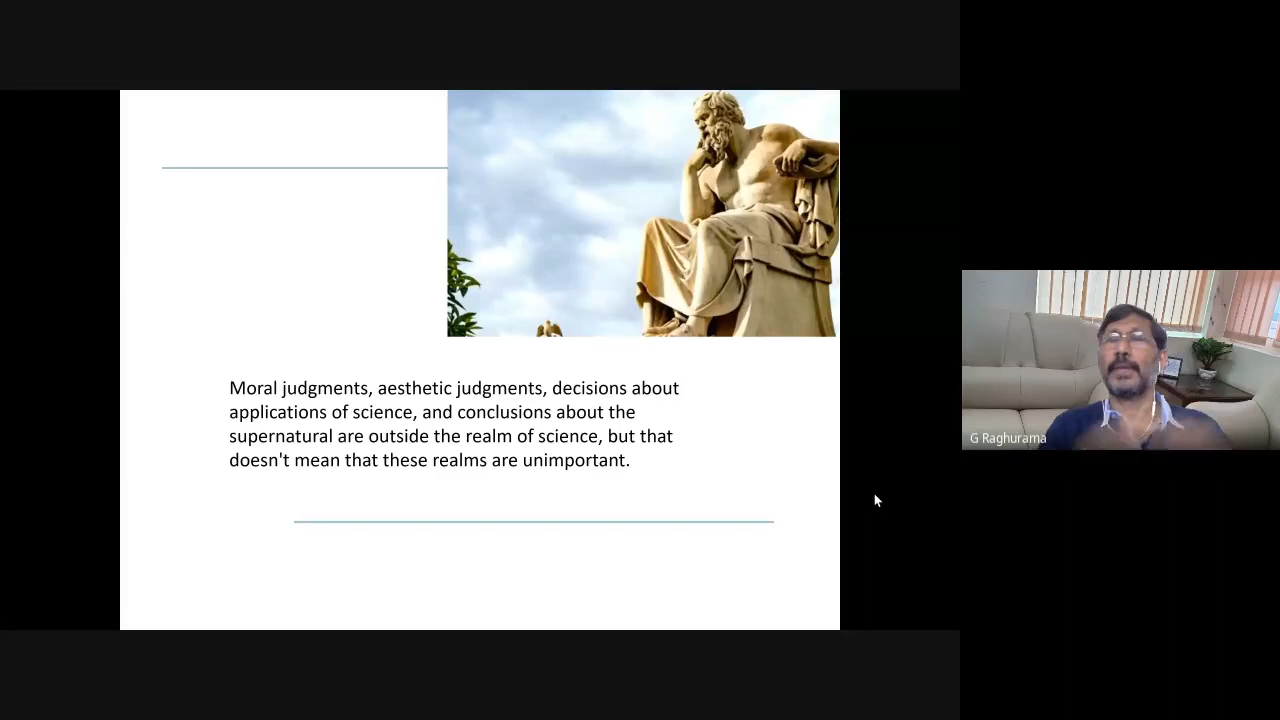 Moral judgments, aesthetic judgments, decisions about
applications of science, and conclusions about the
supernatural are outside the realm of science, but that
doesn't mean that these realms are unimportant.
G Raghurama